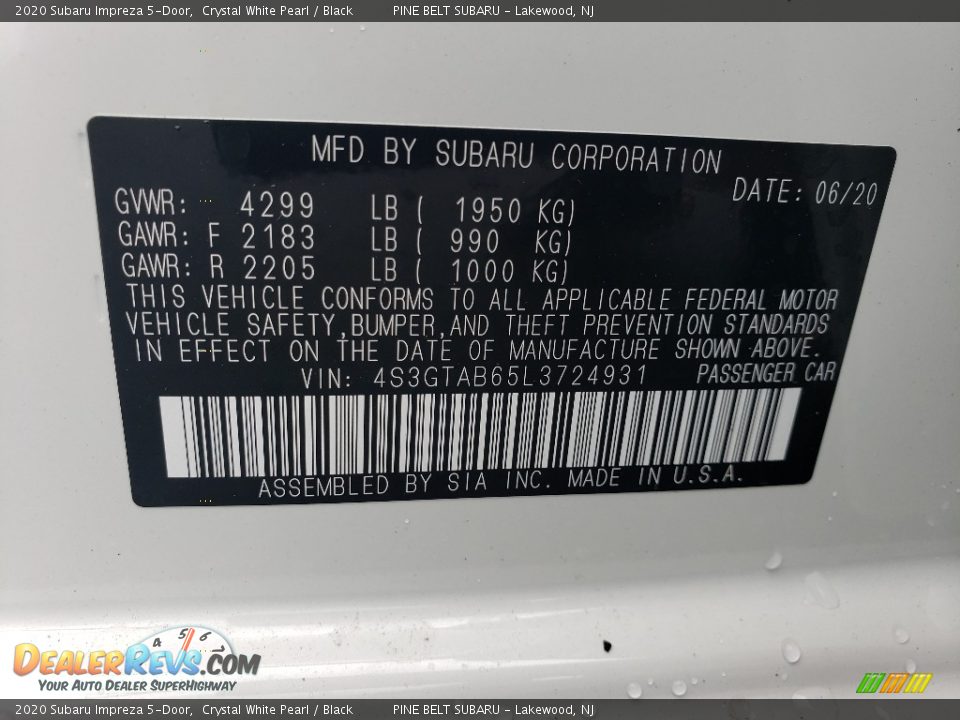 2020 Subaru Impreza 5-Door, Crystal White Pearl / Black PINE BELT SUBARU - Lakewood, NJ
MFD BY SUBARU CORPORATION
DATE: 06/20
GVWR: 4299 LB ( 1950 KG)
GAWR: F 2183 LB ( 990 KG)
GAWR: R 2205 LB ( 1000 KG)
THIS VEHICLE CONFORMS TO ALL APPLICABLE FEDERAL MOTOR
VEHICLE SAFETY,BUMPER,AND THEFT PREVENTION STANDARDS
IN EFFECT ON THE DATE OF MANUFACTURE SHOWN ABOVE.
VIN: 4S3GTAB65L3724931 PASSENGER CAR
ASSEMBLED BY SIA INC. MADE IN U.S.A.
4 5 6 7
DEALERREVS.COM
YOUR AUTO DEALER SUPERHIGHWAY
2020 Subaru Impreza 5-Door, Crystal White Pearl / Black PINE BELT SUBARU - Lakewood, NJ